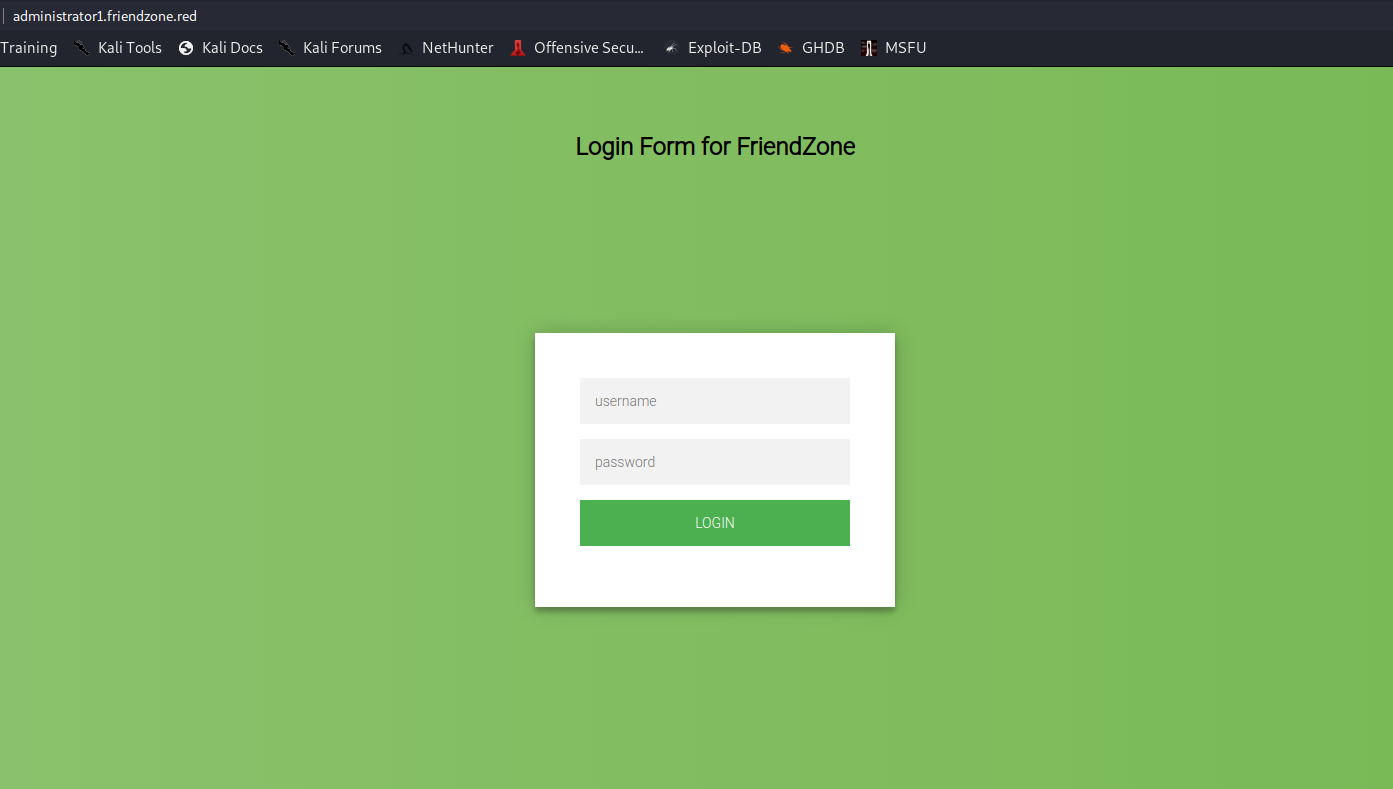 administrator1.friendzone.red
Training Kali Tools Kali Docs Kali Forums NetHunter Offensive Secu... Exploit-DB GHDB MSFU
Login Form for FriendZone
username
password
LOGIN